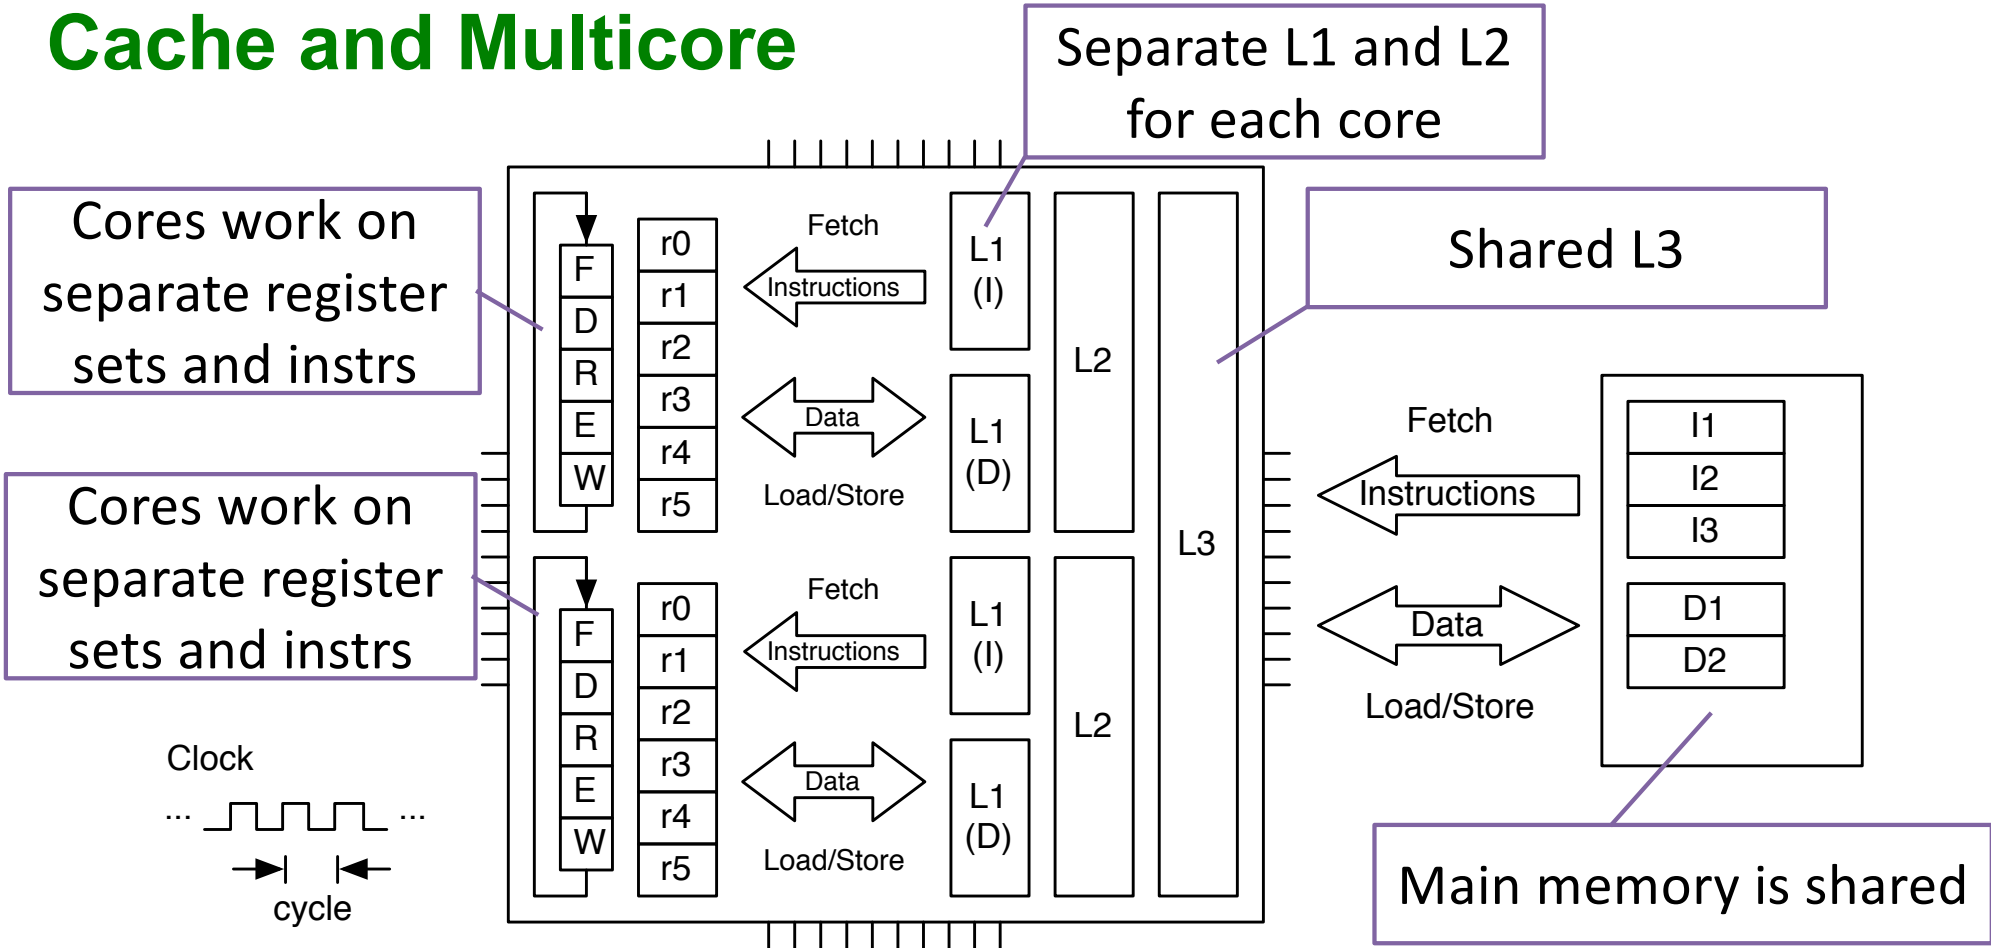 Cache and Multicore
Separate L1 and L2
for each core
Cores work on
separate register
sets and instrs
Shared L3
F
D
R
E
W
r0
r1
r2
r3
r4
r5
Fetch
Instructions
Data
Load/Store
L1
(I)
L1
(D)
L2
L3
Cores work on
separate register
sets and instrs
F
D
R
E
W
r0
r1
r2
r3
r4
r5
Fetch
Instructions
Data
Load/Store
L1
(I)
L1
(D)
L2
Fetch
Instructions
Data
Load/Store
I1
I2
I3
D1
D2
Clock
... ...
cycle
Main memory is shared